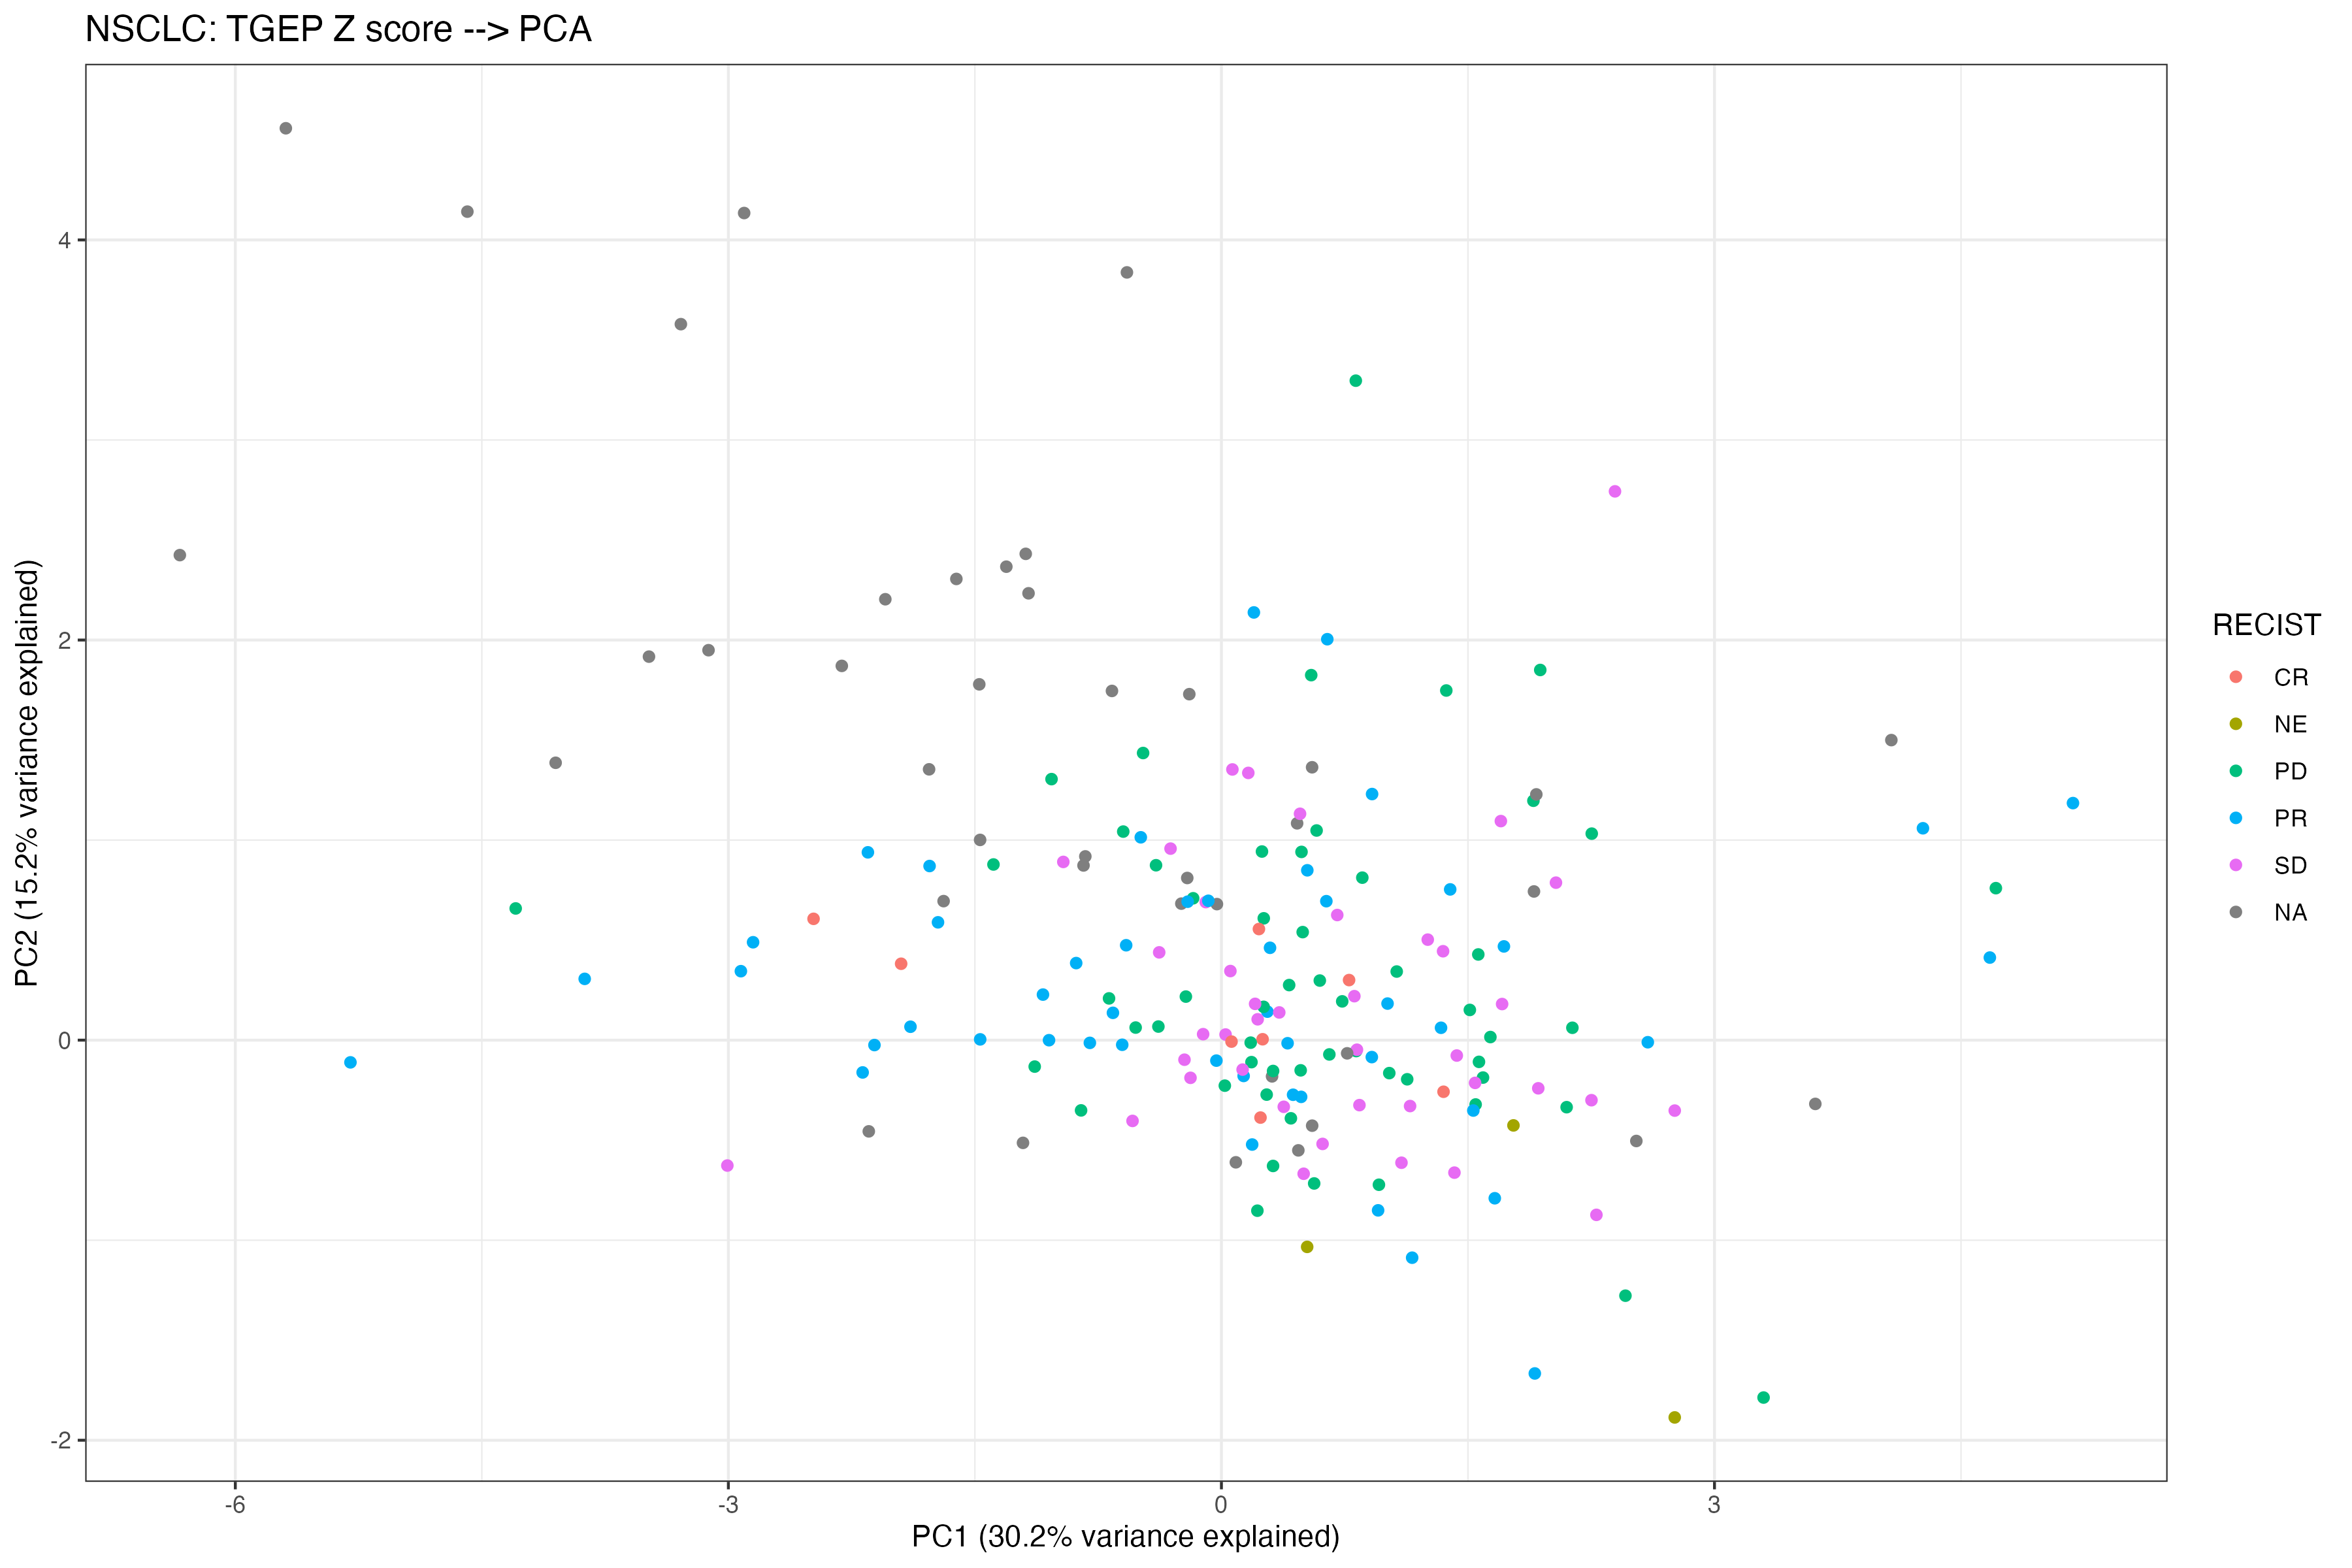 NSCLC: TGEP Z score --> PCA
PC2 (15.2% variance explained)
4
2
0
-2
-6
-3
0
3
PC1 (30.2% variance explained)
RECIST
CR
NE
PD
PR
SD
NA